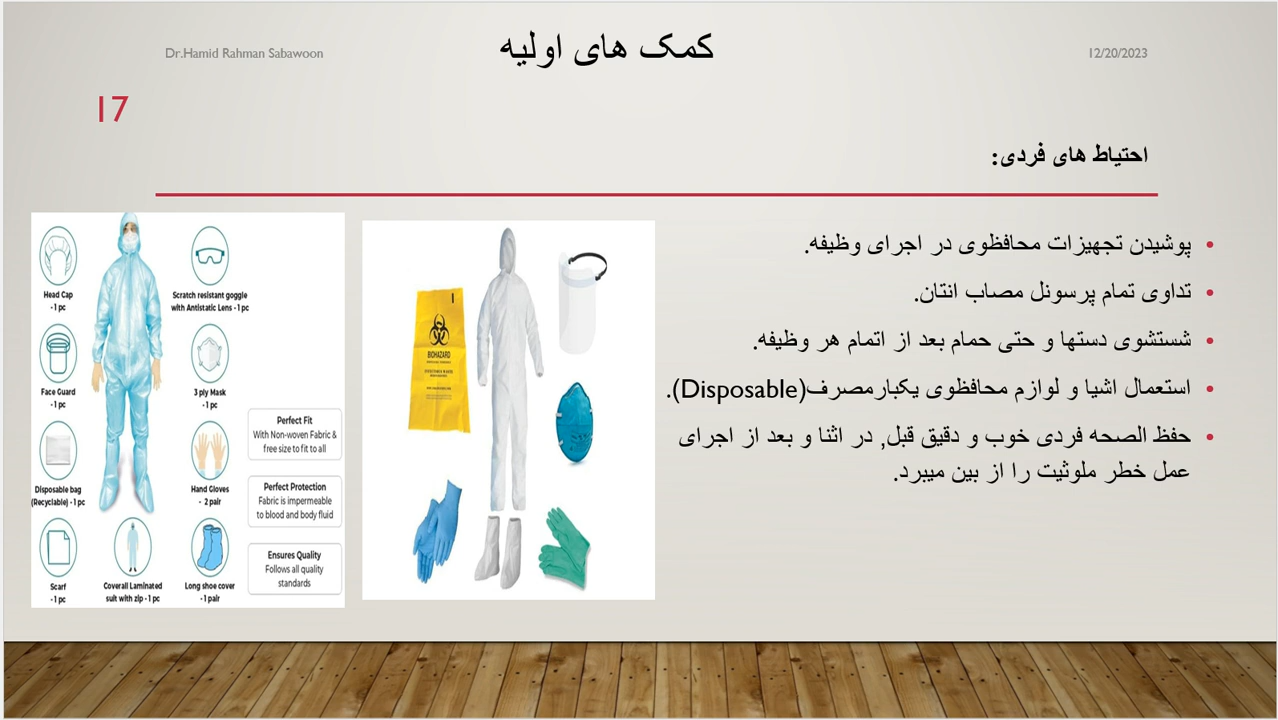 Dr.Hamid Rahman Sabawoon
کمک های اولیه
12/20/2023
17
احتیاط های فردی:
پوشیدن تجهیزات محافظوی در اجرای وظیفه.
تداوی تمام پرسونل مصاب انتان.
شستشوی دستها و حتی حمام بعد از اتمام هر وظیفه.
استعمال اشیا و لوازم محافظوی یکبارمصرف(Disposable).
حفظ الصحه فردی خوب و دقیق قبل, در اثنا و بعد از اجرای
عمل خطر ملوثیت را از بین میبرد.
Head Cap
- 1 pc
Scratch resistant goggle
with Antistatic Lens - 1 pc
Face Guard
- 1 pc
3 ply Mask
- 1 pc
Disposable bag
(Recyclable) - 1 pc
Hand Gloves
- 2 pair
Scarf
- 1 pc
Coverall Laminated
suit with zip - 1 pc
Long shoe cover
- 1 pair
Perfect Fit
With Non-woven Fabric &
free size to fit to all
Perfect Protection
Fabric is impermeable
to blood and body fluid
Ensures Quality
Follows all quality
standards
BIOHAZARD